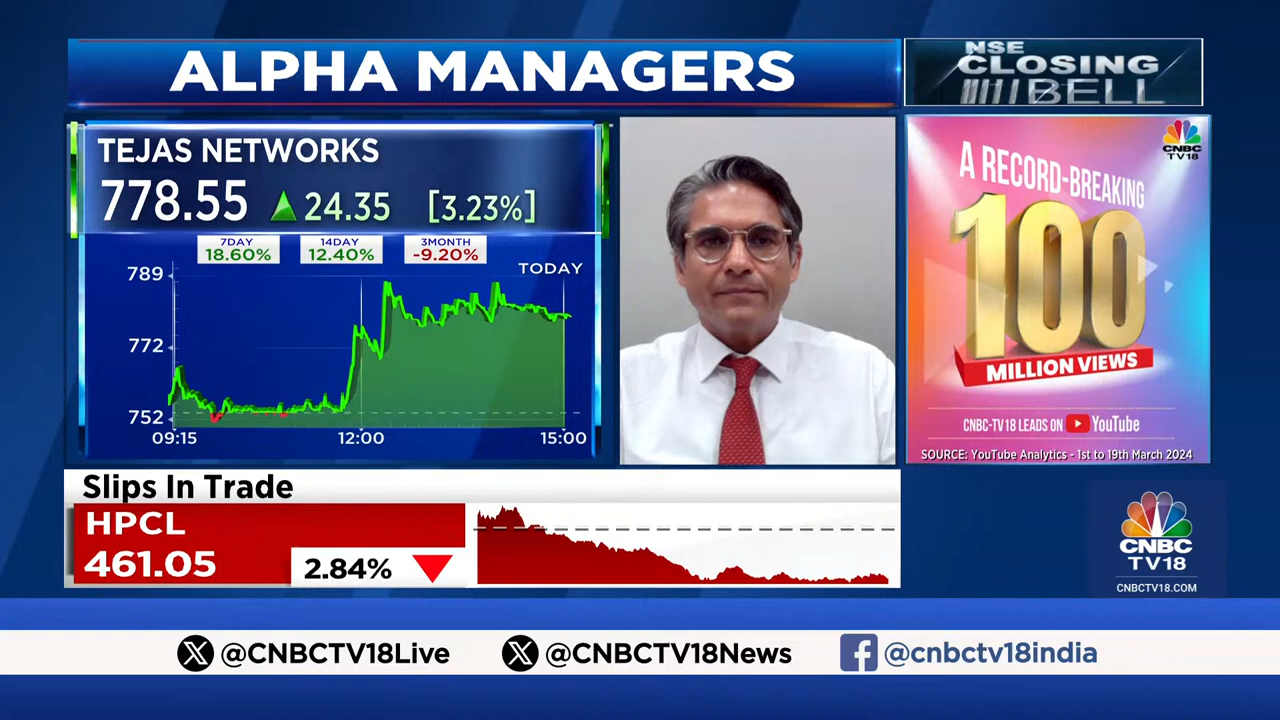 ALPHA MANAGERS
NSE
CLOSING
BELL
TEJAS NETWORKS
778.55 ▲ 24.35 [3.23%]
7DAY
18.60%
14DAY
12.40%
3MONTH
-9.20%
TODAY
789
772
752
09:15 12:00 15:00
CNBC
TV18
A RECORD-BREAKING
100
MILLION VIEWS
CNBC-TV18 LEADS ON YouTube
SOURCE: YouTube Analytics - 1st to 19th March 2024
Slips In Trade
HPCL
461.05 2.84% ▼
CNBC
TV18
CNBCTV18.COM
@CNBCTV18Live @CNBCTV18News @cnbctv18india